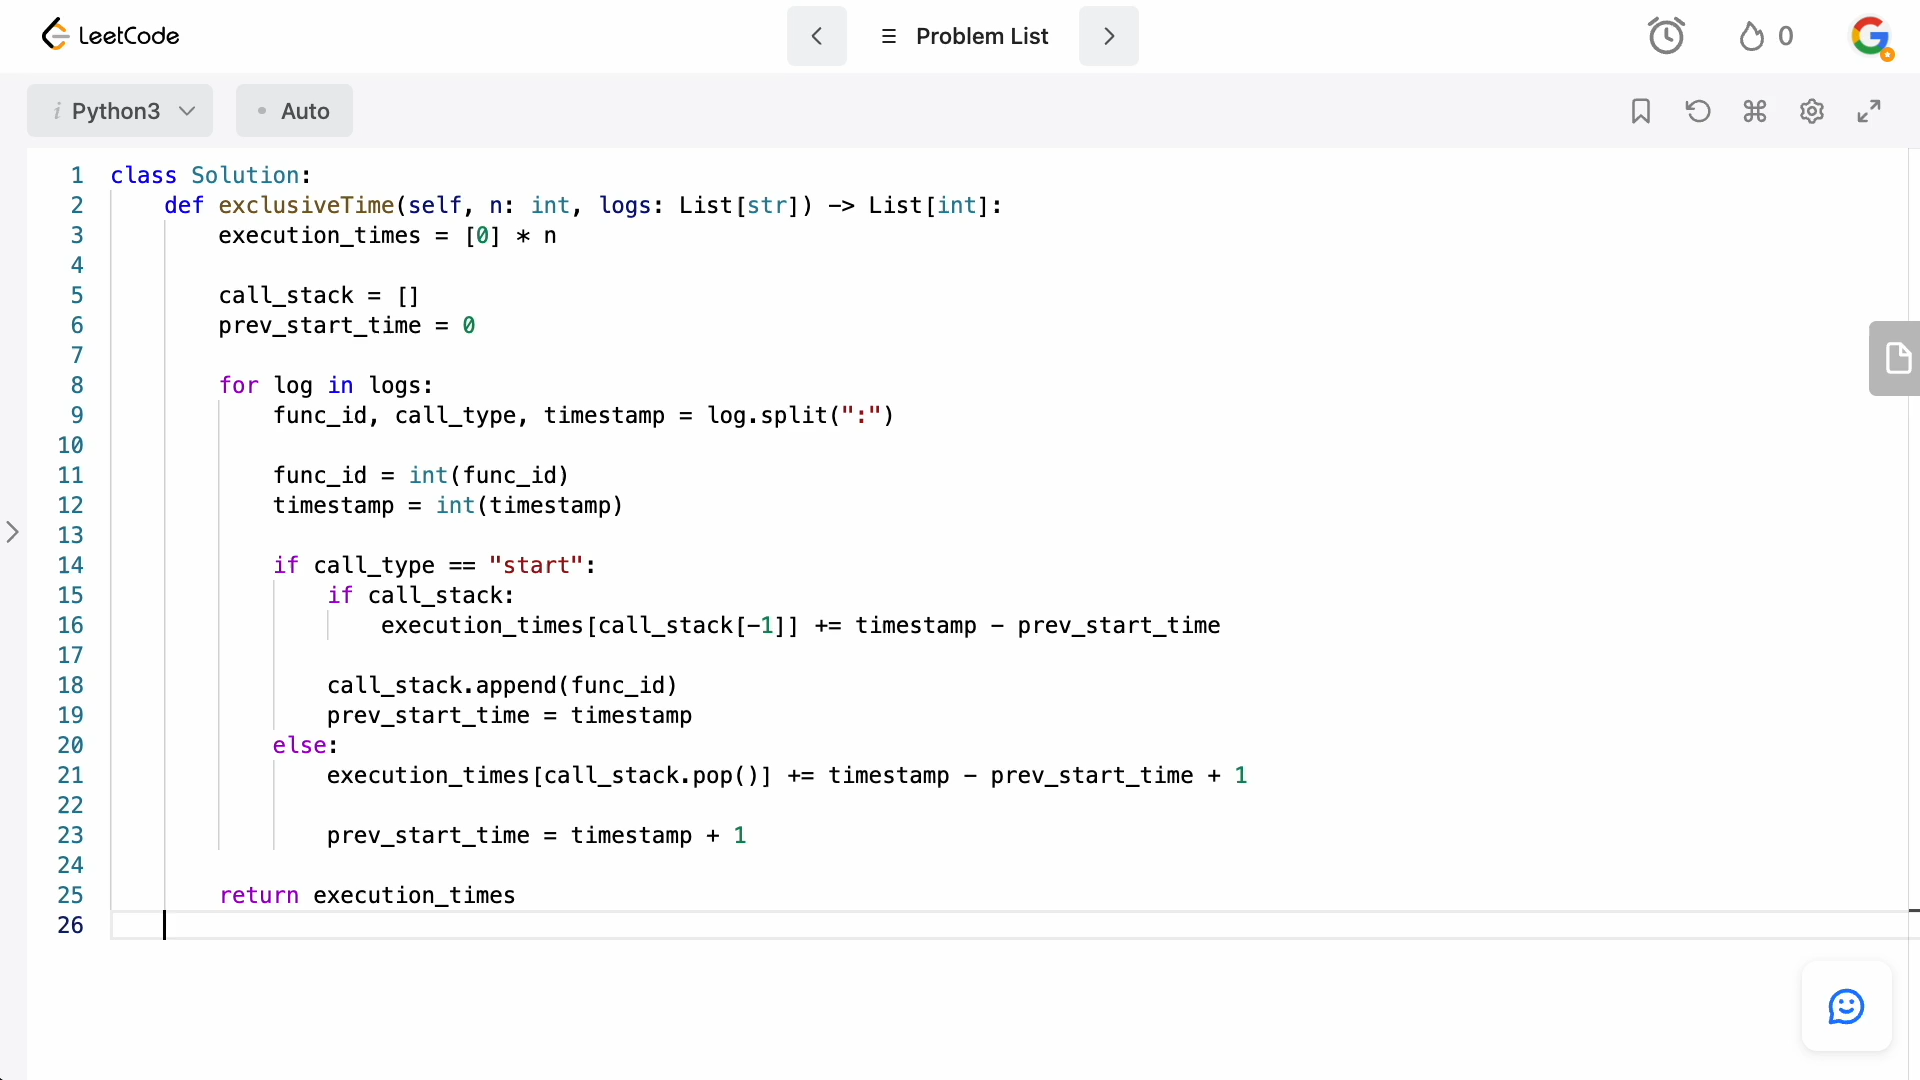 LeetCode
Problem List
0
Python3
Auto
1 class Solution:
2     def exclusiveTime(self, n: int, logs: List[str]) -> List[int]:
3         execution_times = [0] * n
4
5         call_stack = []
6         prev_start_time = 0
7
8         for log in logs:
9             func_id, call_type, timestamp = log.split(":")
10
11             func_id = int(func_id)
12             timestamp = int(timestamp)
13
14             if call_type == "start":
15                 if call_stack:
16                     execution_times[call_stack[-1]] += timestamp - prev_start_time
17
18                 call_stack.append(func_id)
19                 prev_start_time = timestamp
20             else:
21                 execution_times[call_stack.pop()] += timestamp - prev_start_time + 1
22
23                 prev_start_time = timestamp + 1
24
25         return execution_times
26